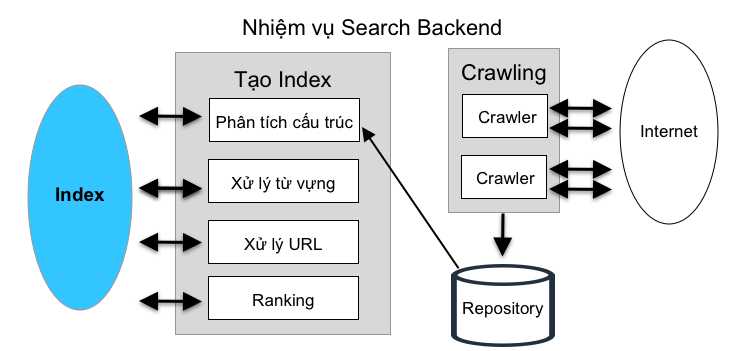 Nhiệm vụ Search Backend
Tạo Index
Phân tích cấu trúc
Xử lý từ vựng
Xử lý URL
Ranking
Index
Crawling
Crawler
Crawler
Internet
Repository